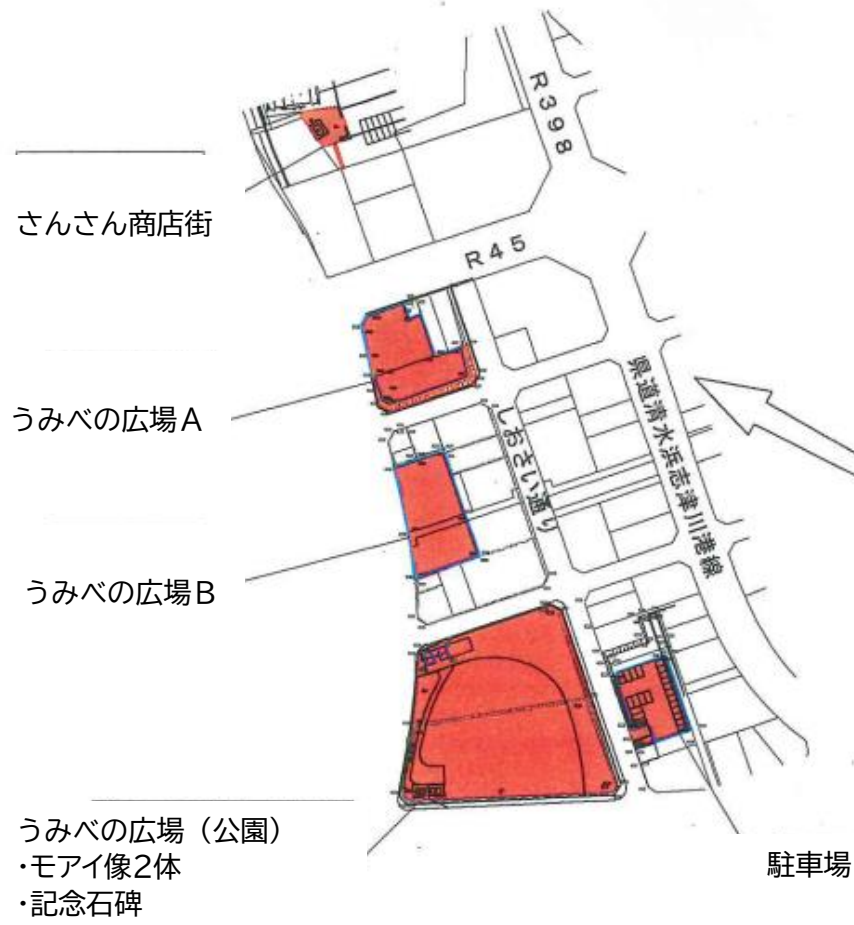 R398
さんさん商店街
R45
うみべの広場A
県道清水浜志津川港線
しおさい通り
うみべの広場B
うみべの広場（公園）
・モアイ像2体
・記念石碑
駐車場